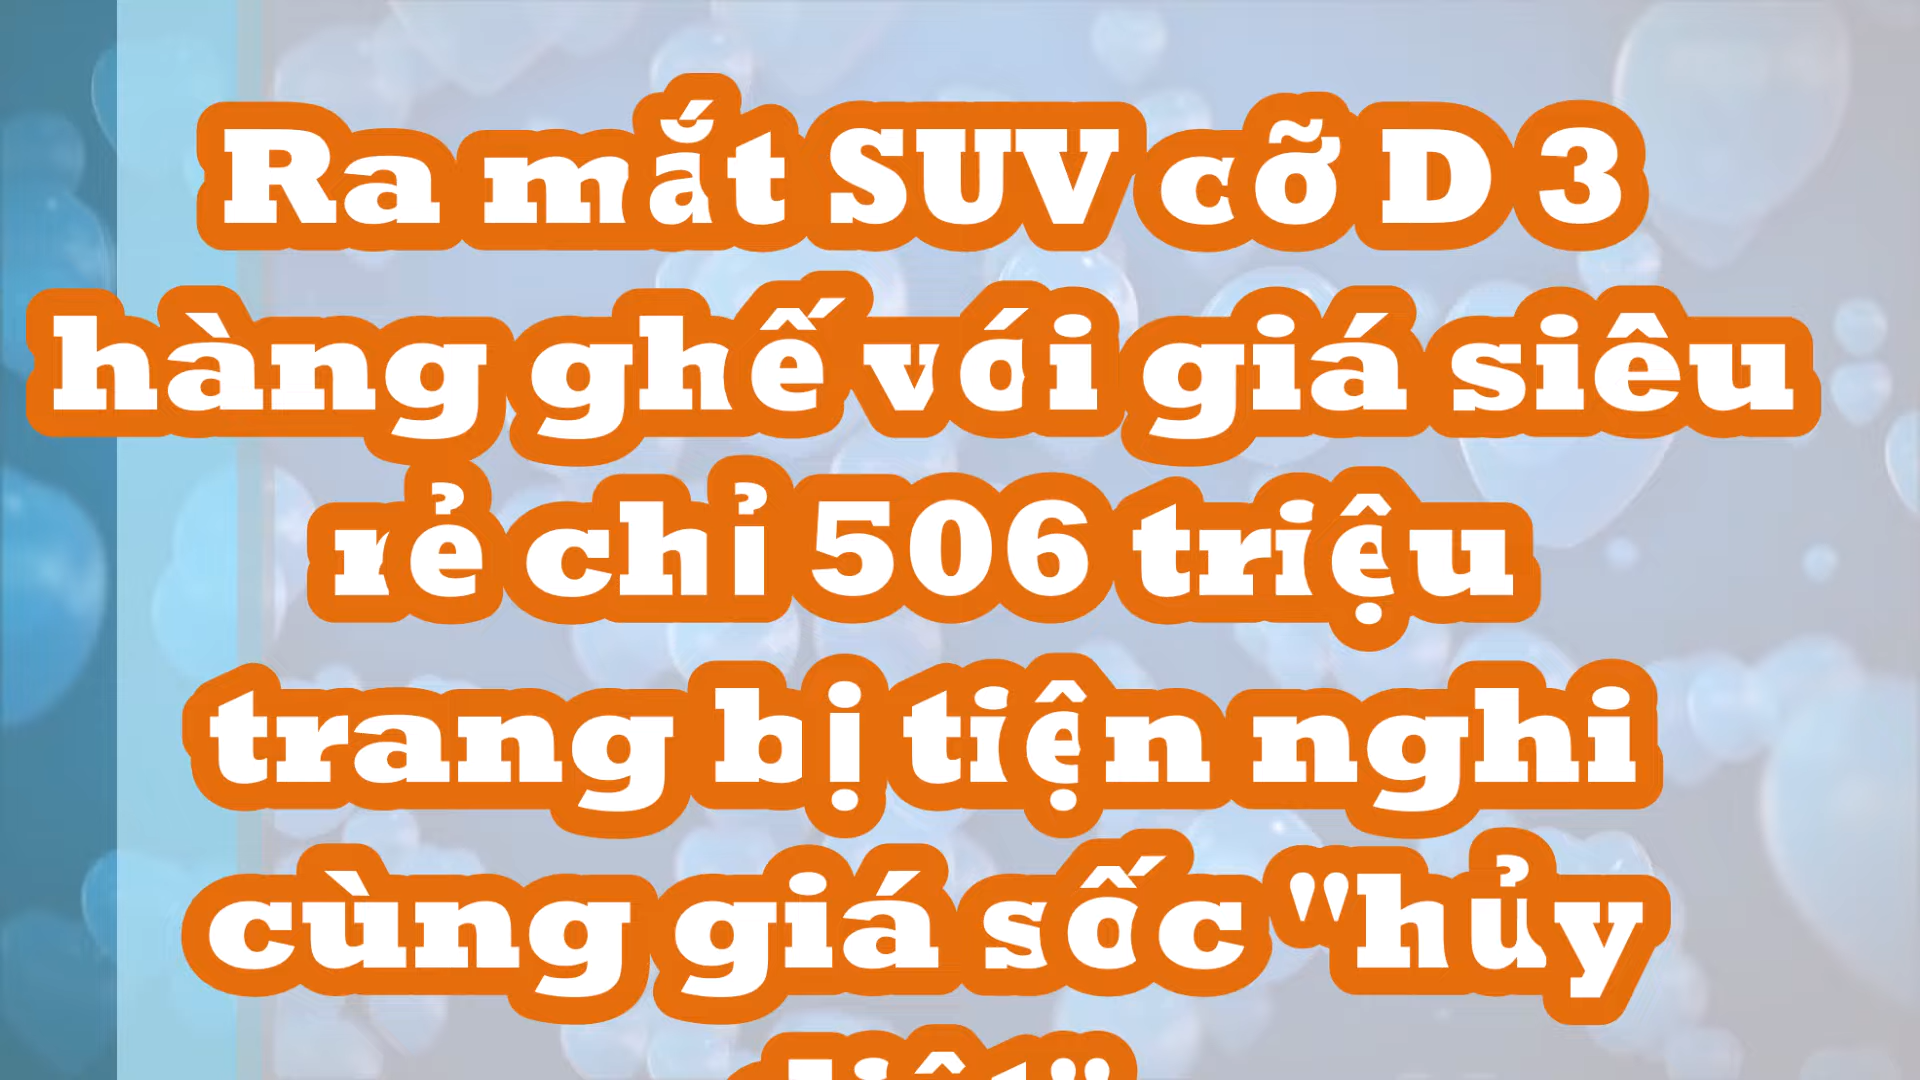 Ra mắt SUV cỡ D 3
hàng ghế với giá siêu
rẻ chỉ 506 triệu
trang bị tiện nghi
cùng giá sốc "hủy
diệt"